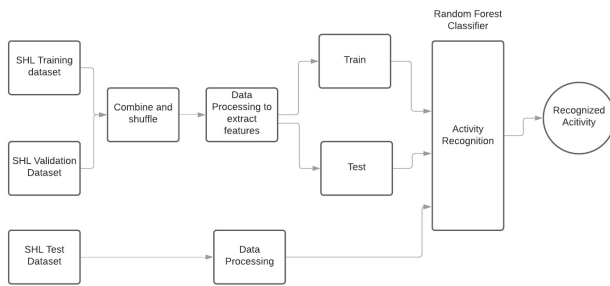 Random Forest
Classifier
SHL Training
dataset
Combine and
shuffle
Data
Processing to
extract
features
Train
Activity
Recognition
Recognized
Acitivity
SHL Validation
Dataset
Test
SHL Test
Dataset
Data
Processing